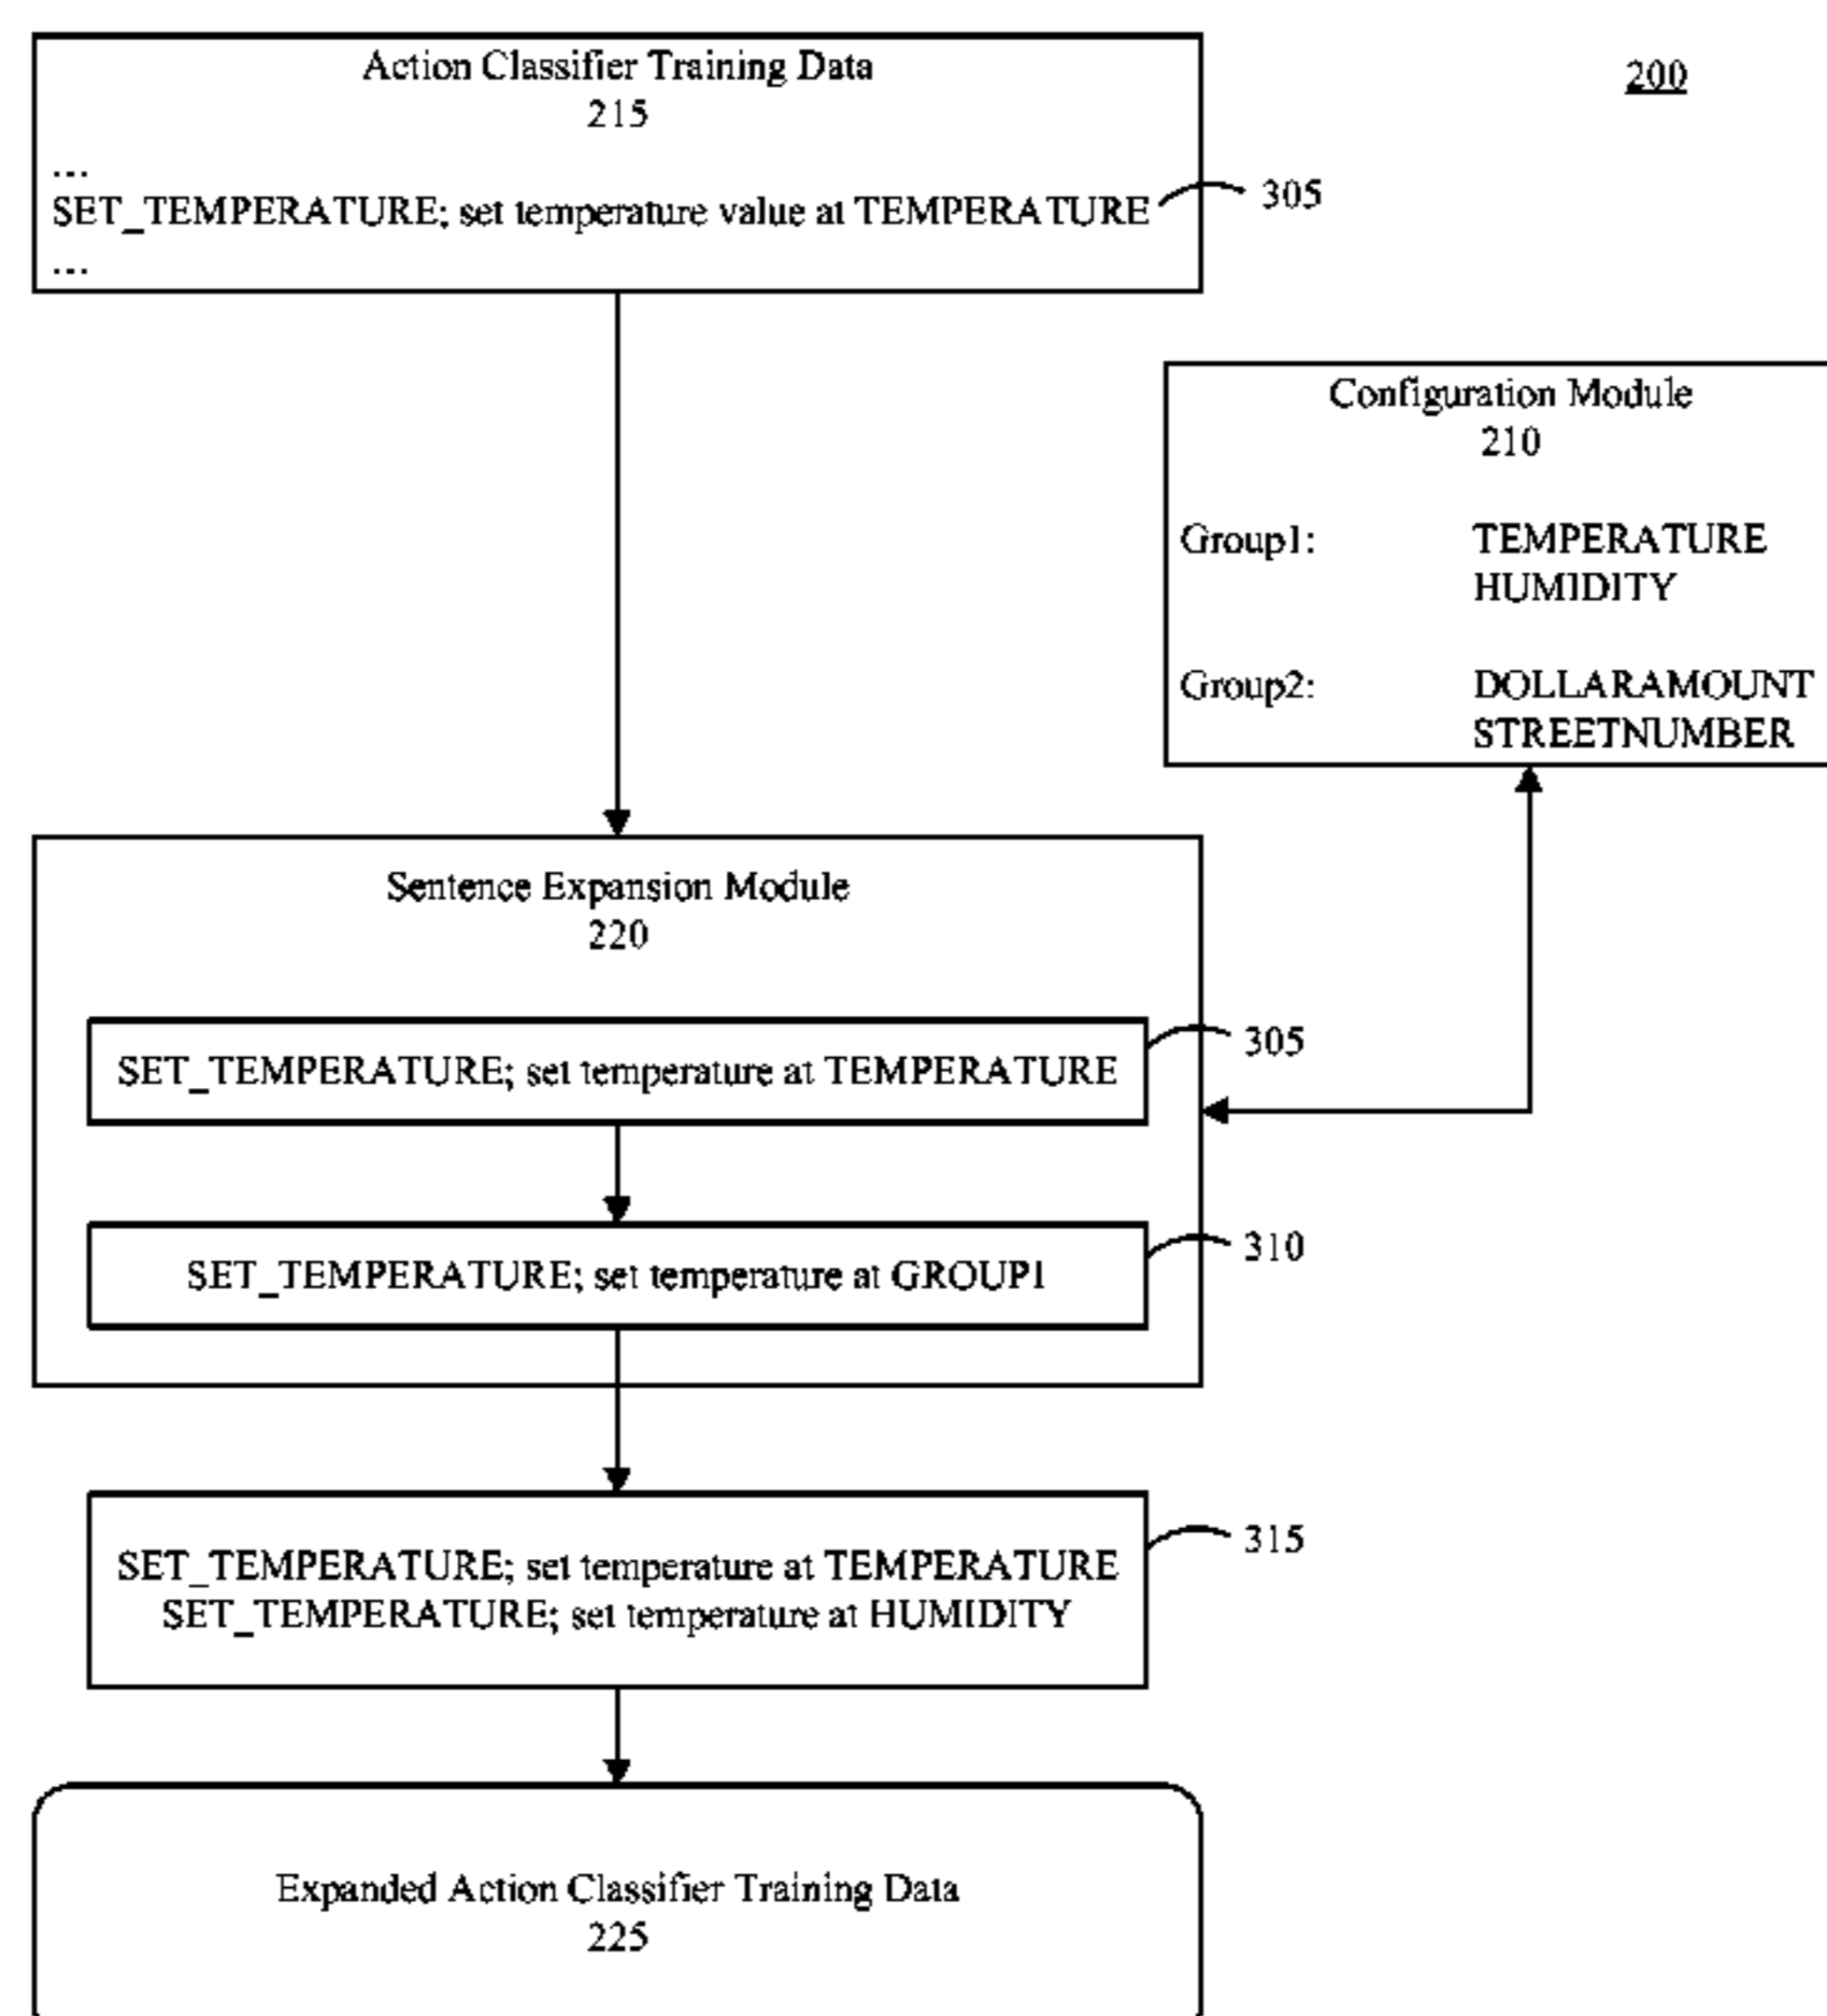 Action Classifier Training Data
200
215
...
SET_TEMPERATURE; set temperature value at TEMPERATURE
305
...
Configuration Module
210
Group1: TEMPERATURE
HUMIDITY
Group2: DOLLARAMOUNT
STREETNUMBER
Sentence Expansion Module
220
SET_TEMPERATURE; set temperature at TEMPERATURE
305
SET_TEMPERATURE; set temperature at GROUP1
310
SET_TEMPERATURE; set temperature at TEMPERATURE
SET_TEMPERATURE; set temperature at HUMIDITY
315
Expanded Action Classifier Training Data
225